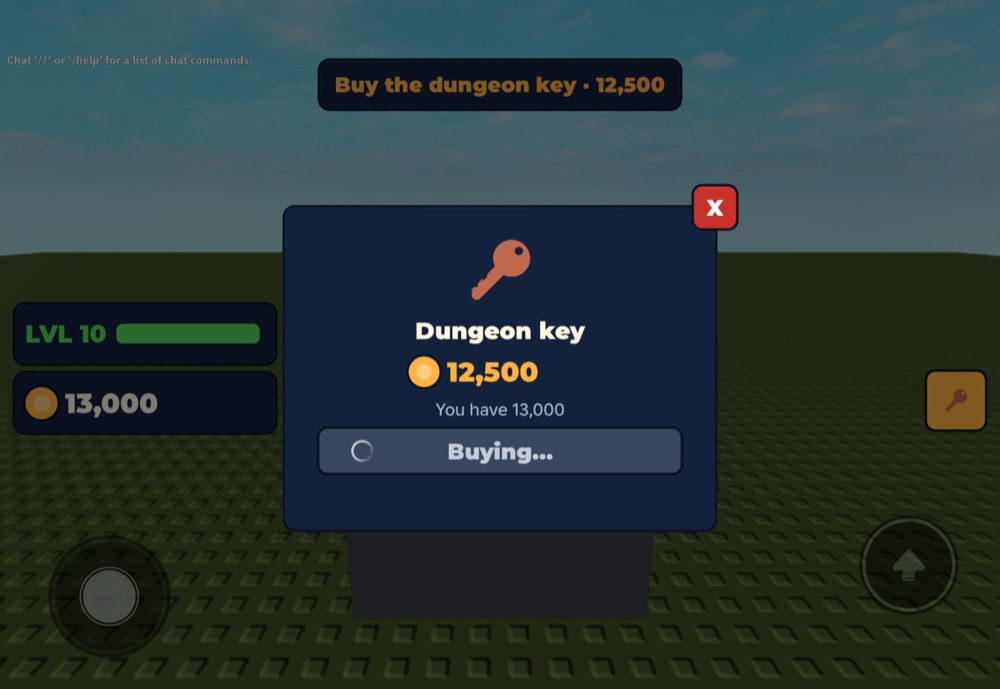 Chat '/?' or '/help' for a list of chat commands.
Buy the dungeon key • 12,500
X
Dungeon key
12,500
You have 13,000
Buying...
LVL 10
13,000